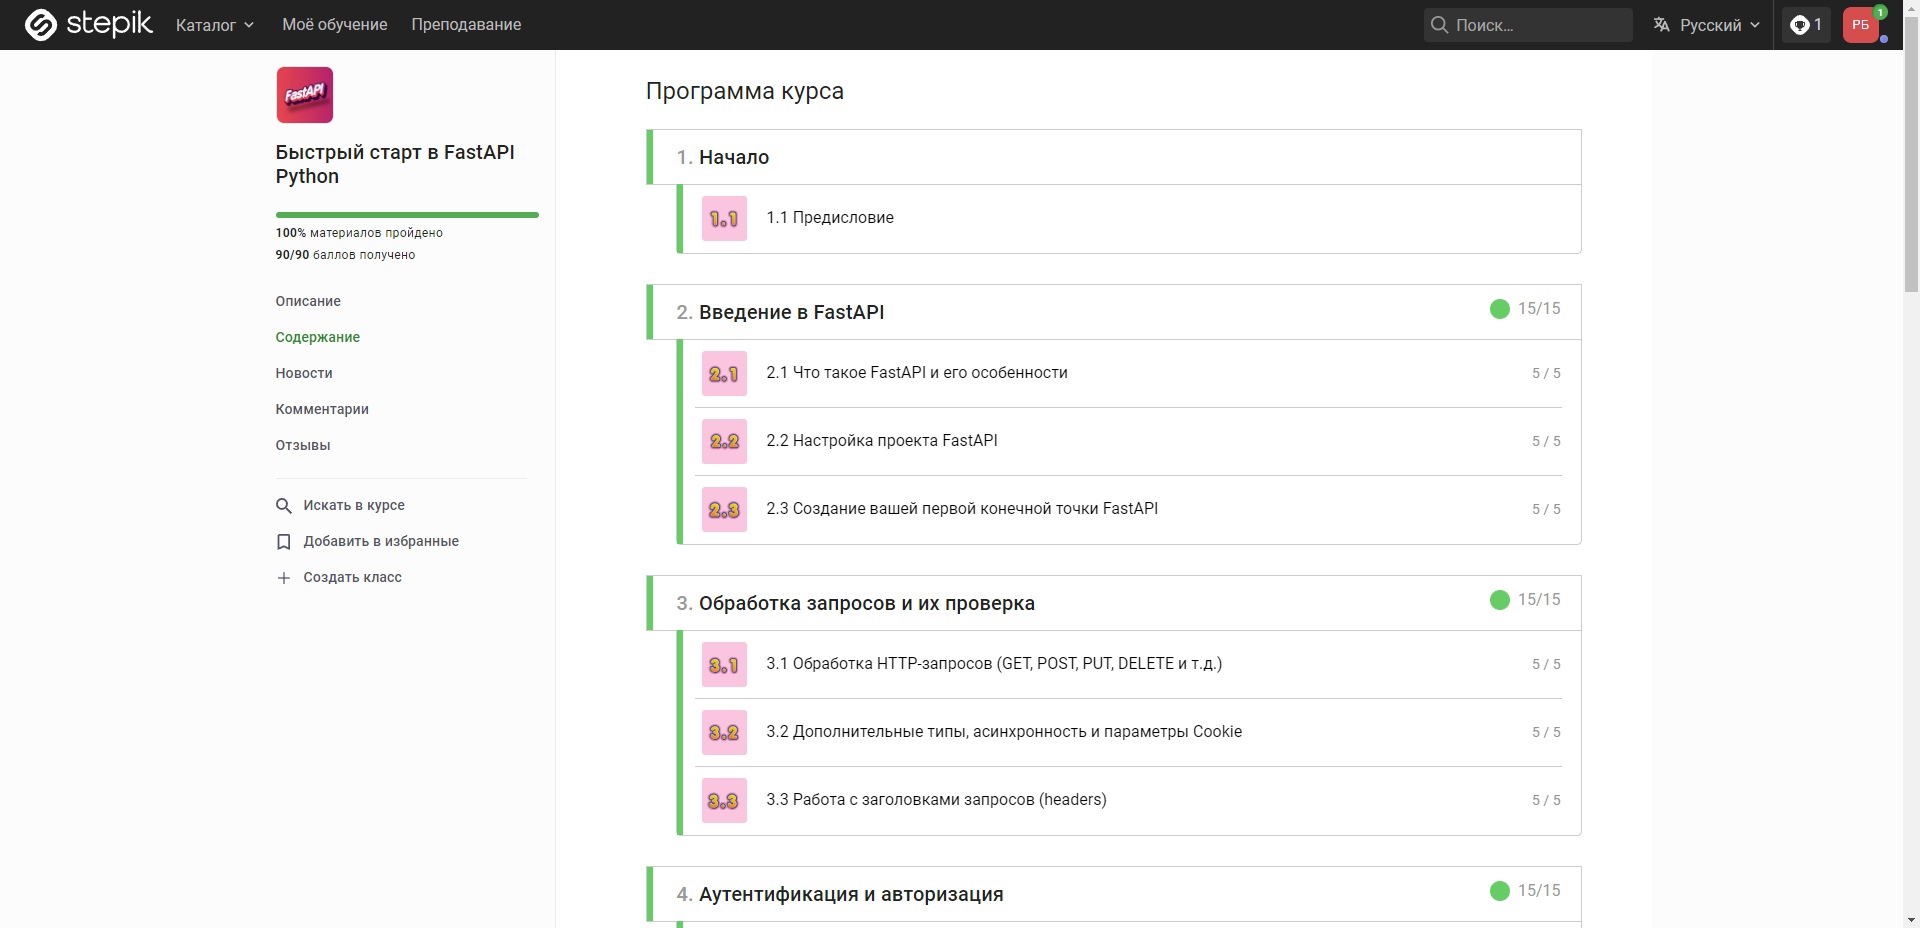 stepik Каталог Моё обучение Преподавание Поиск... Русский 1 РБ 1
FastAPI
Быстрый старт в FastAPI
Python
100% материалов пройдено
90/90 баллов получено
Описание
Содержание
Новости
Комментарии
Отзывы
Искать в курсе
Добавить в избранные
Создать класс
Программа курса
1. Начало
1.1 1.1 Предисловие
2. Введение в FastAPI 15/15
2.1 2.1 Что такое FastAPI и его особенности 5 / 5
2.2 2.2 Настройка проекта FastAPI 5 / 5
2.3 2.3 Создание вашей первой конечной точки FastAPI 5 / 5
3. Обработка запросов и их проверка 15/15
3.1 3.1 Обработка HTTP-запросов (GET, POST, PUT, DELETE и т.д.) 5 / 5
3.2 3.2 Дополнительные типы, асинхронность и параметры Cookie 5 / 5
3.3 3.3 Работа с заголовками запросов (headers) 5 / 5
4. Аутентификация и авторизация 15/15